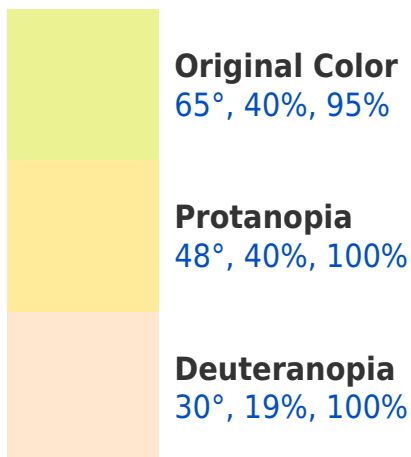 Original Color
65°, 40%, 95%
Protanopia
48°, 40%, 100%
Deuteranopia
30°, 19%, 100%